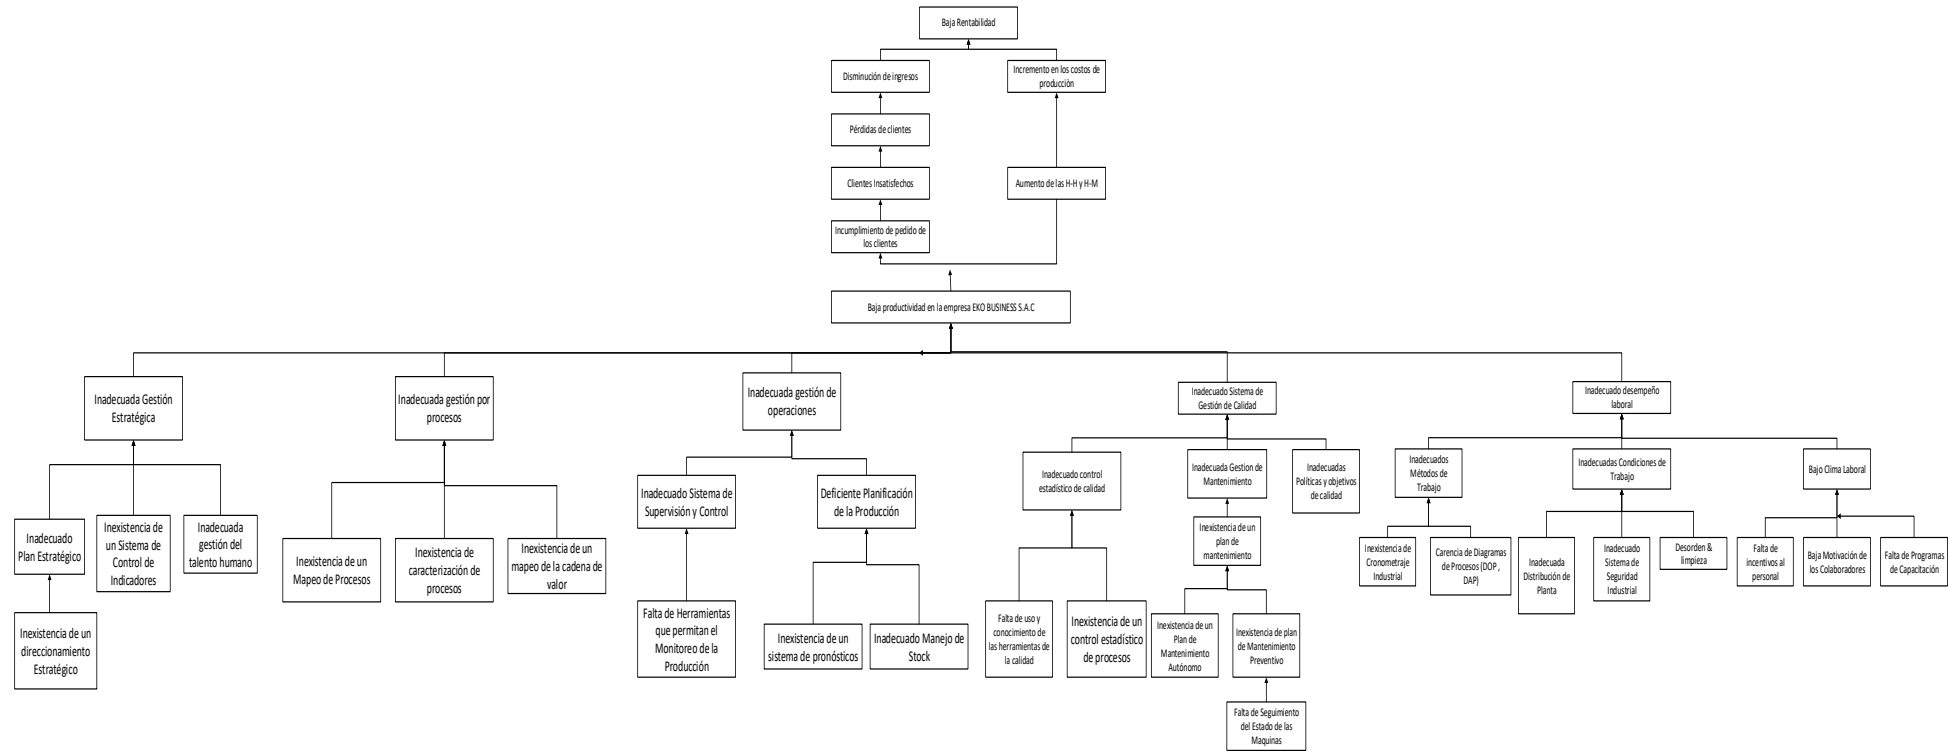 Baja Rentabilidad
Disminución de ingresos
Incremento en los costos de
producciòn
Pérdidas de clientes
Clientes Insatisfechos
Aumento de las H-H y H-M
Incumplimiento de pedido de
los clientes
Baja productividad en la empresa EKO BUSINESS S.A.C
Inadecuada Gestión
Estratégica
Inadecuada gestión por
procesos
Inadecuada gestión de
operaciones
Inadecuado Sistema de
Gestión de Calidad
Inadecuado desempeño
laboral
Inadecuado
Plan Estratégico
Inexistencia de
un Sistema de
Control de
Indicadores
Inadecuada
gestión del
talento humano
Inexistencia de un
direccionamiento
Estratégico
Inexistencia de un
Mapeo de Procesos
Inexistencia de
caracterización de
procesos
Inexistencia de un
mapeo de la cadena de
valor
Inadecuado Sistema de
Supervisión y Control
Deficiente Planificación
de la Producción
Falta de Herramientas
que permitan el
Monitoreo de la
Producción
Inexistencia de un
sistema de pronósticos
Inadecuado Manejo de
Stock
Inadecuado control
estadístico de calidad
Inadecuada Gestion de
Mantenimiento
Inadecuadas
Políticas y objetivos
de calidad
Inexistencia de un
plan de
mantenimiento
Falta de uso y
conocimiento de
las herramientas de
la calidad
Inexistencia de un
control estadístico
de procesos
Inexistencia de un
Plan de
Mantenimiento
Autónomo
Inexistencia de plan
de Mantenimiento
Preventivo
Falta de Seguimiento
del Estado de las
Maquinas
Inadecuados
Métodos de
Trabajo
Inadecuadas Condiciones de
Trabajo
Bajo Clima Laboral
Inexistencia de
Cronometraje
Industrial
Carencia de Diagramas
de Procesos (DOP ,
DAP)
Inadecuada
Distribución de
Planta
Inadecuado
Sistema de
Seguridad
Industrial
Desorden &
limpieza
Falta de
incentivos al
personal
Baja Motivación de
los Colaboradores
Falta de Programas
de Capacitación